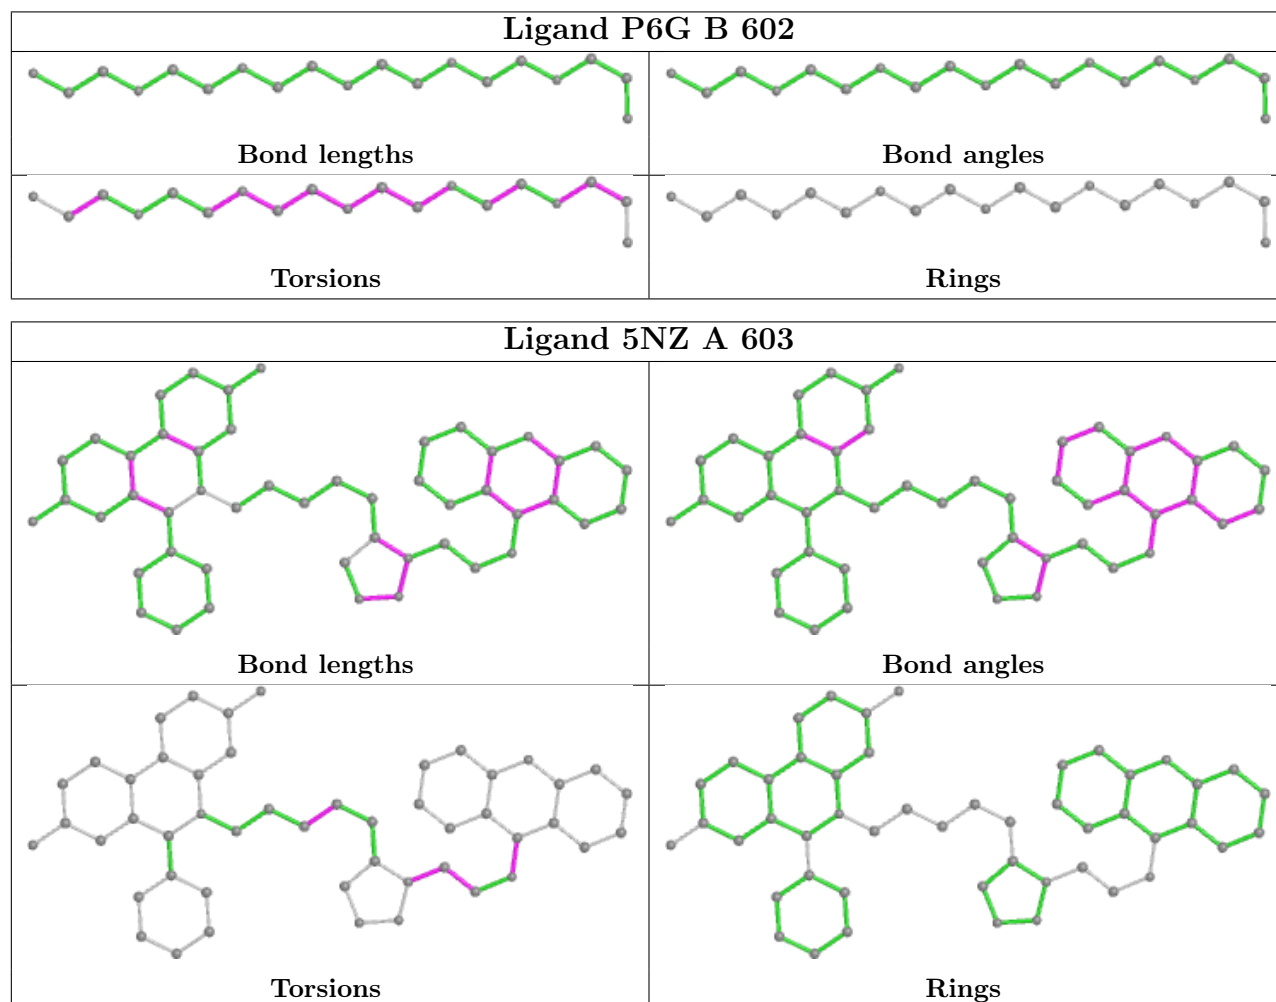 Ligand P6G B 602
Bond lengths
Bond angles
Torsions
Rings
Ligand 5NZ A 603
Bond lengths
Bond angles
Torsions
Rings